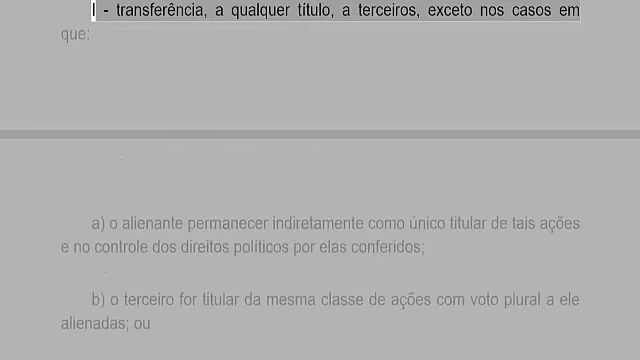 I - transferência, a qualquer título, a terceiros, exceto nos casos em
que:
a) o alienante permanecer indiretamente como único titular de tais ações
e no controle dos direitos políticos por elas conferidos;
b) o terceiro for titular da mesma classe de ações com voto plural a ele
alienadas; ou